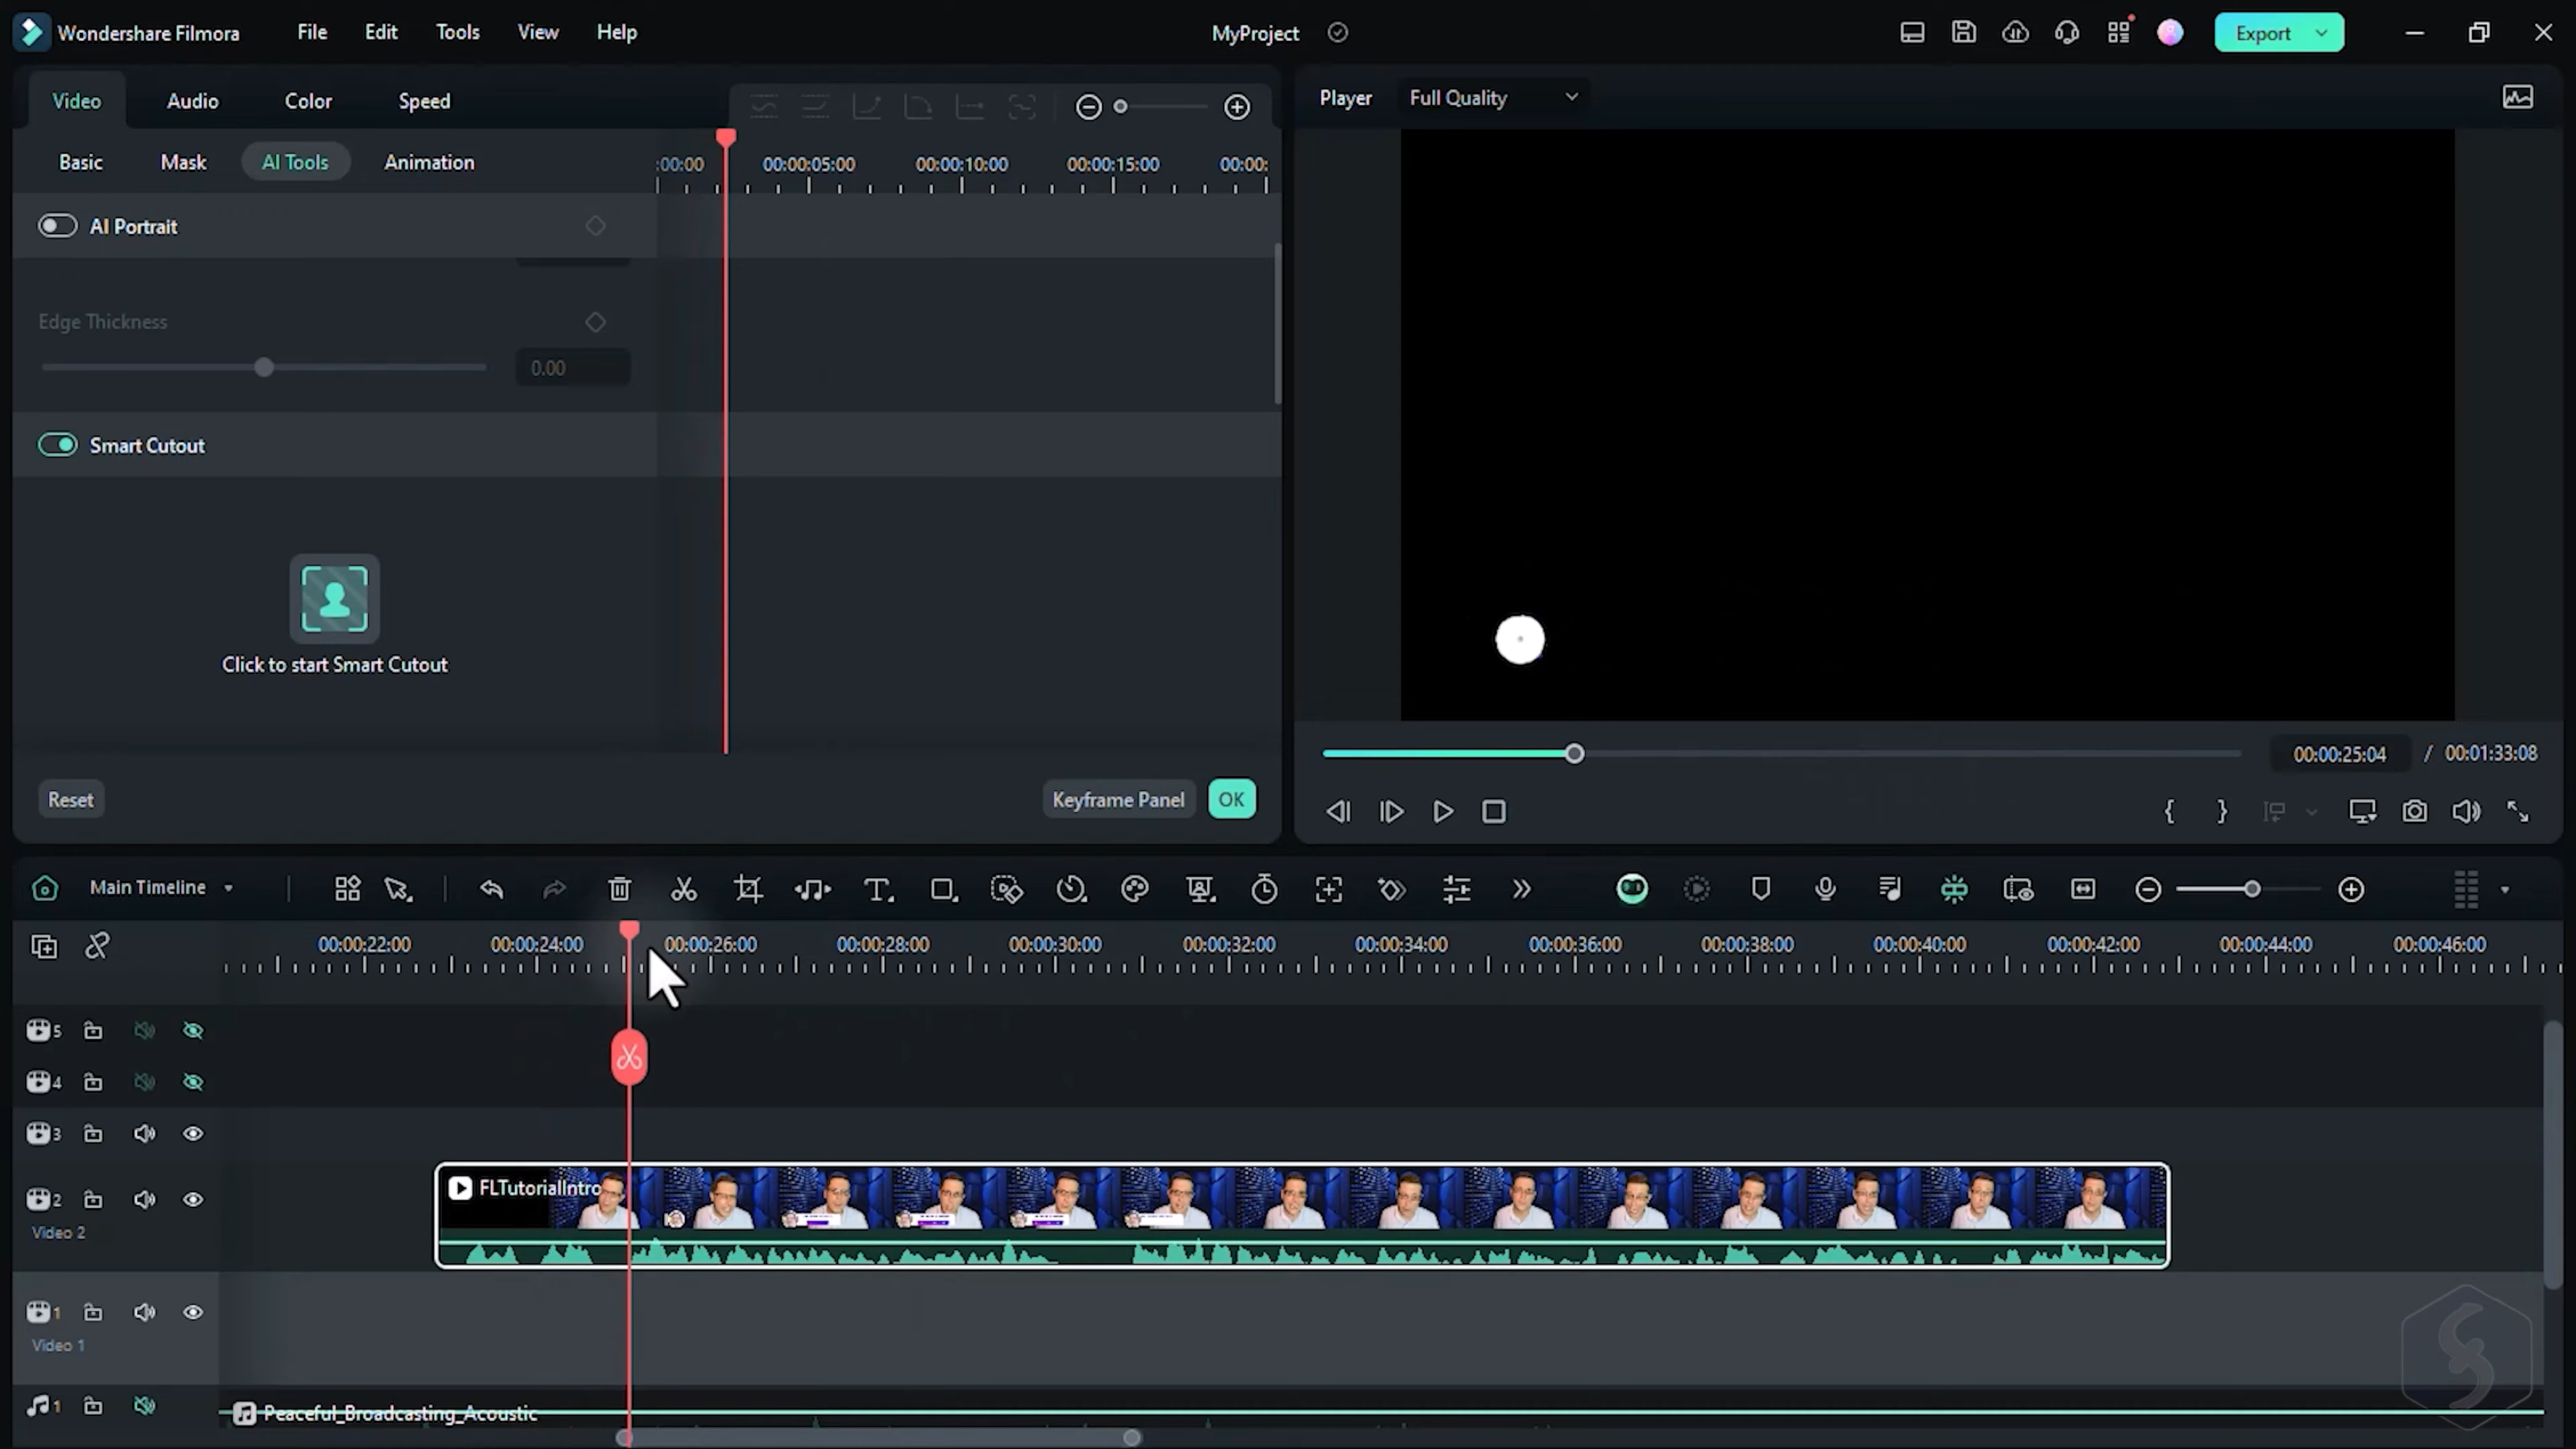 Wondershare Filmora File Edit Tools View Help MyProject Export
Video Audio Color Speed
Player Full Quality
Basic Mask AI Tools Animation
:00:00 00:00:05:00 00:00:10:00 00:00:15:00 00:00:
AI Portrait
Edge Thickness
0.00
Smart Cutout
Click to start Smart Cutout
00:00:25:04 / 00:01:33:08
Reset Keyframe Panel OK
Main Timeline
00:00:22:00 00:00:24:00 00:00:26:00 00:00:28:00 00:00:30:00 00:00:32:00 00:00:34:00 00:00:36:00 00:00:38:00 00:00:40:00 00:00:42:00 00:00:44:00 00:00:46:00
5
4
3
FLTutorialIntro
2
Video 2
1
Video 1
1
Peaceful_Broadcasting_Acoustic